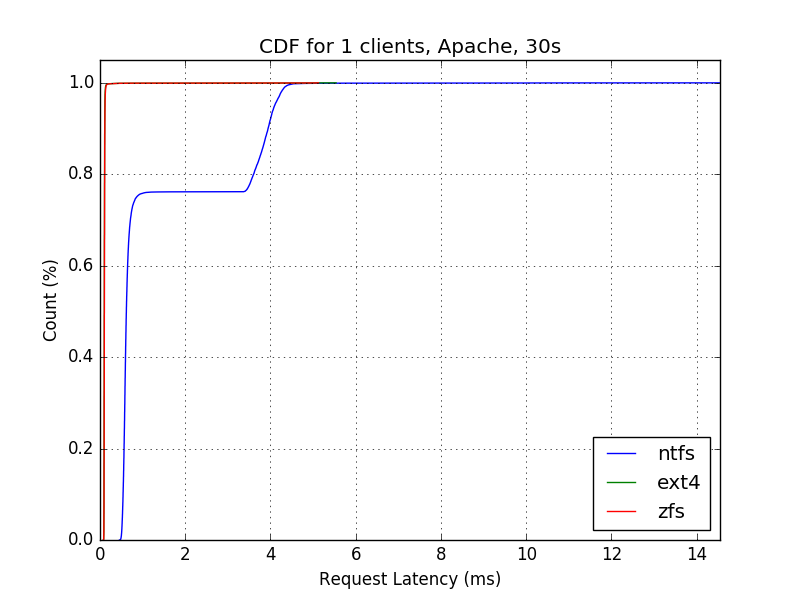 CDF for 1 clients, Apache, 30s
Count (%)
1.0
0.8
0.6
0.4
0.2
0.0
0 2 4 6 8 10 12 14
Request Latency (ms)
ntfs
ext4
zfs